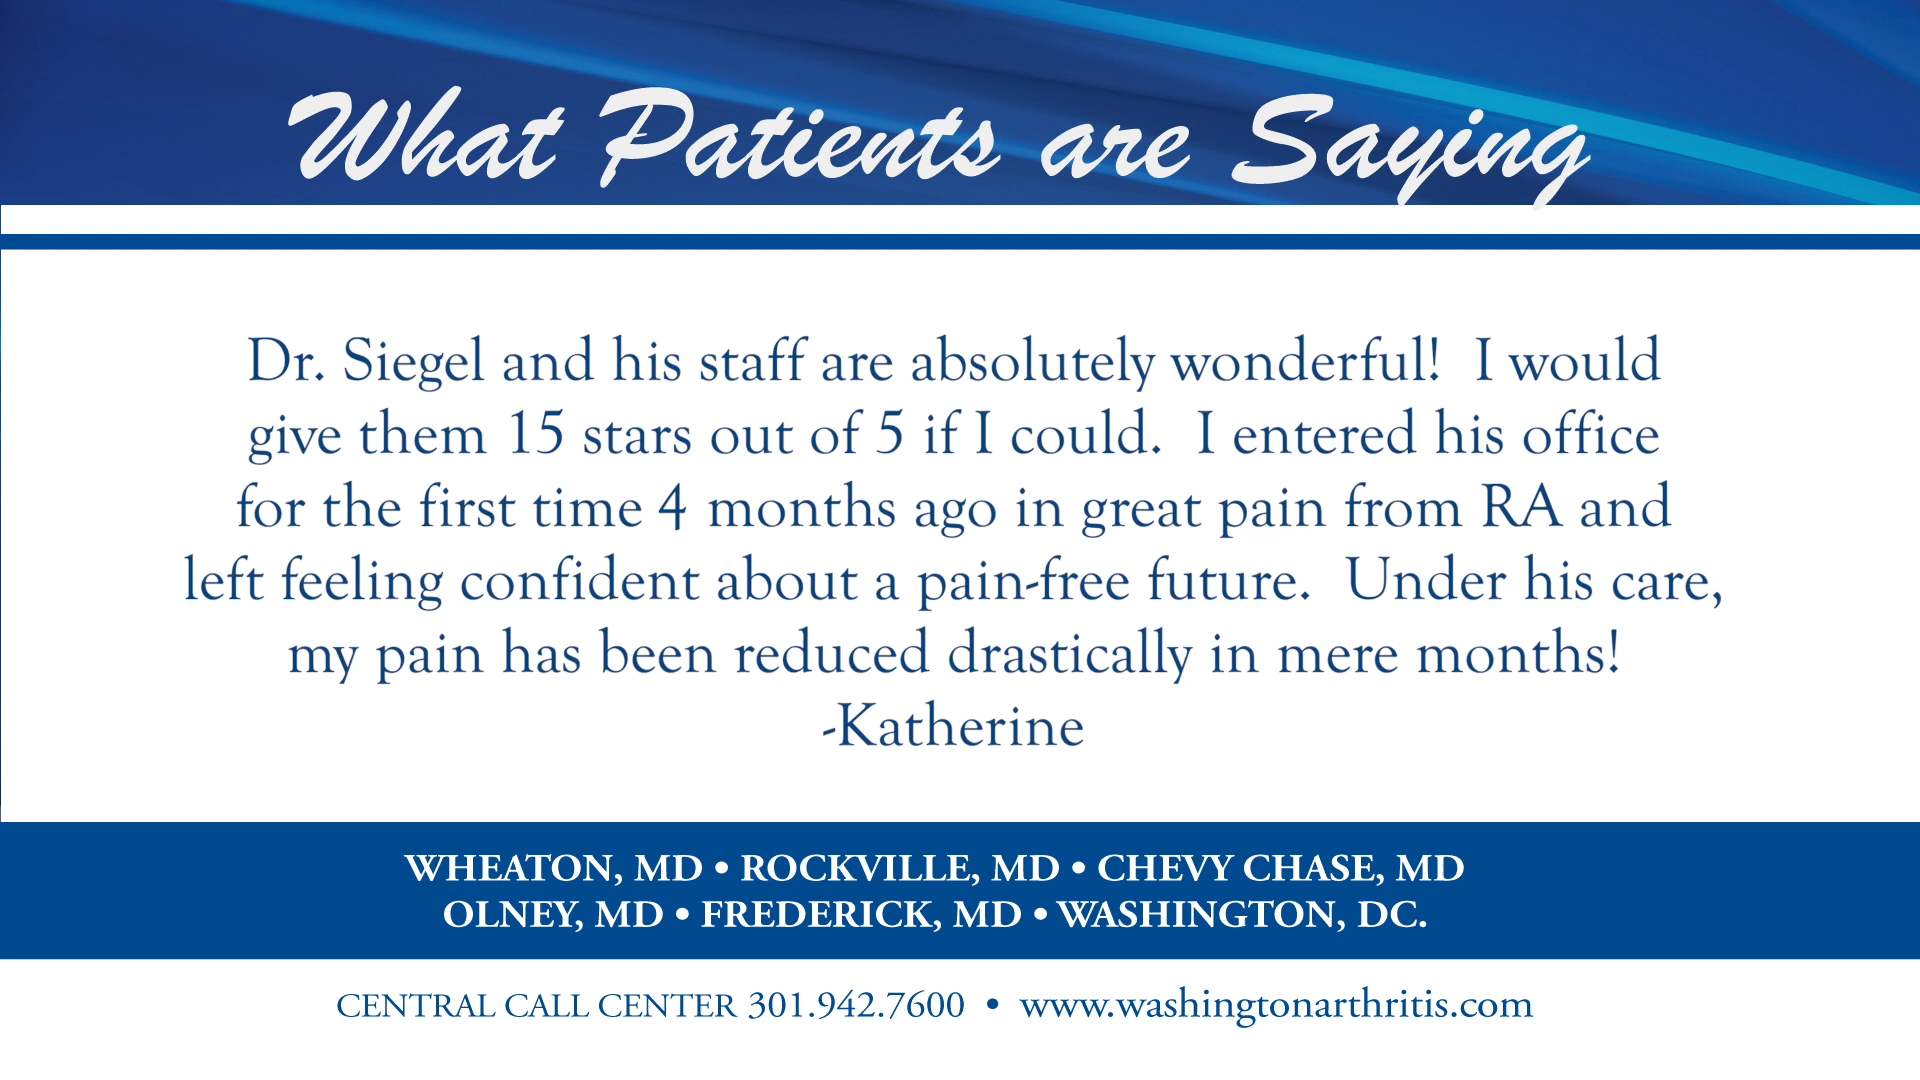 What Patients are Saying
Dr. Siegel and his staff are absolutely wonderful!  I would
give them 15 stars out of 5 if I could.  I entered his office
for the first time 4 months ago in great pain from RA and
left feeling confident about a pain-free future.  Under his care,
my pain has been reduced drastically in mere months!
-Katherine
WHEATON, MD • ROCKVILLE, MD • CHEVY CHASE, MD
OLNEY, MD • FREDERICK, MD • WASHINGTON, DC.
CENTRAL CALL CENTER 301.942.7600 • www.washingtonarthritis.com